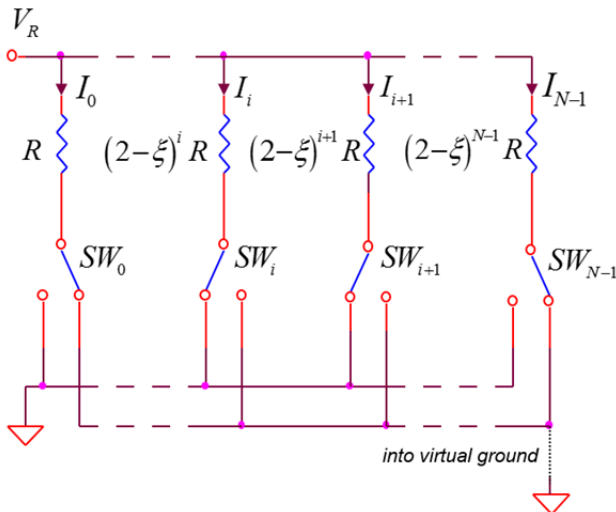 V_R
I_0 I_i I_{i+1} I_{N-1}
R (2-ξ)^i R (2-ξ)^{i+1} R (2-ξ)^{N-1} R
SW_0 SW_i SW_{i+1} SW_{N-1}
into virtual ground